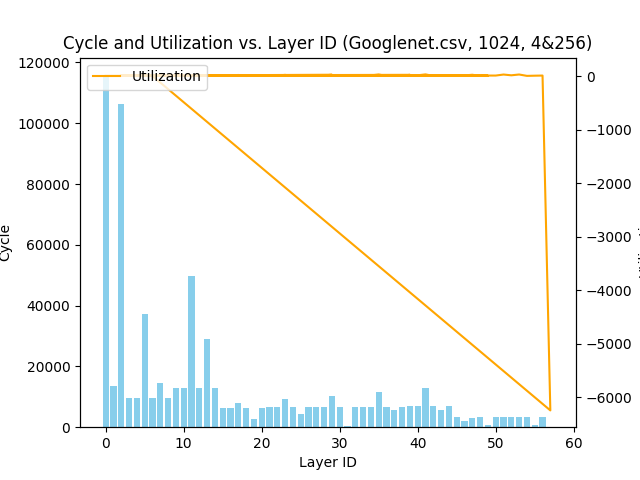 Cycle and Utilization vs. Layer ID (Googlenet.csv, 1024, 4&256)
Utilization
120000
100000
80000
60000
40000
20000
0
Cycle
0
−1000
−2000
−3000
−4000
−5000
−6000
0 10 20 30 40 50 60
Layer ID